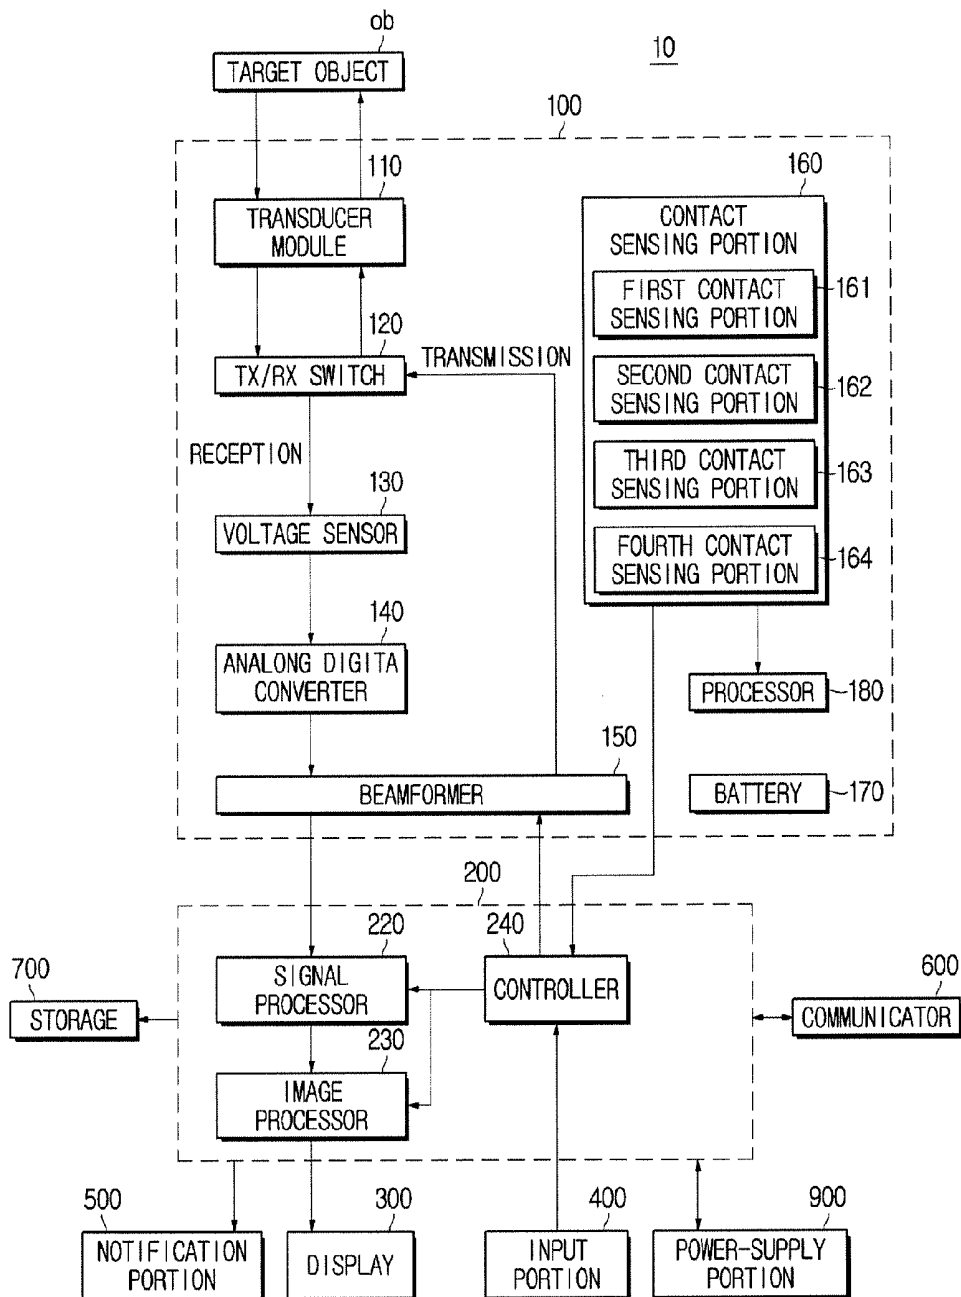 ob
10
TARGET OBJECT
100
110
160
TRANSDUCER
MODULE
CONTACT
SENSING PORTION
FIRST CONTACT
SENSING PORTION
161
120
TRANSMISSION
TX/RX SWITCH
SECOND CONTACT
SENSING PORTION
162
RECEPTION
THIRD CONTACT
SENSING PORTION
163
130
VOLTAGE SENSOR
FOURTH CONTACT
SENSING PORTION
164
140
ANALONG DIGITA
CONVERTER
PROCESSOR
180
150
BEAMFORMER
BATTERY
170
200
220
240
700
SIGNAL
PROCESSOR
CONTROLLER
600
STORAGE
COMMUNICATOR
230
IMAGE
PROCESSOR
500
300
400
900
NOTIFICATION
PORTION
DISPLAY
INPUT
PORTION
POWER-SUPPLY
PORTION